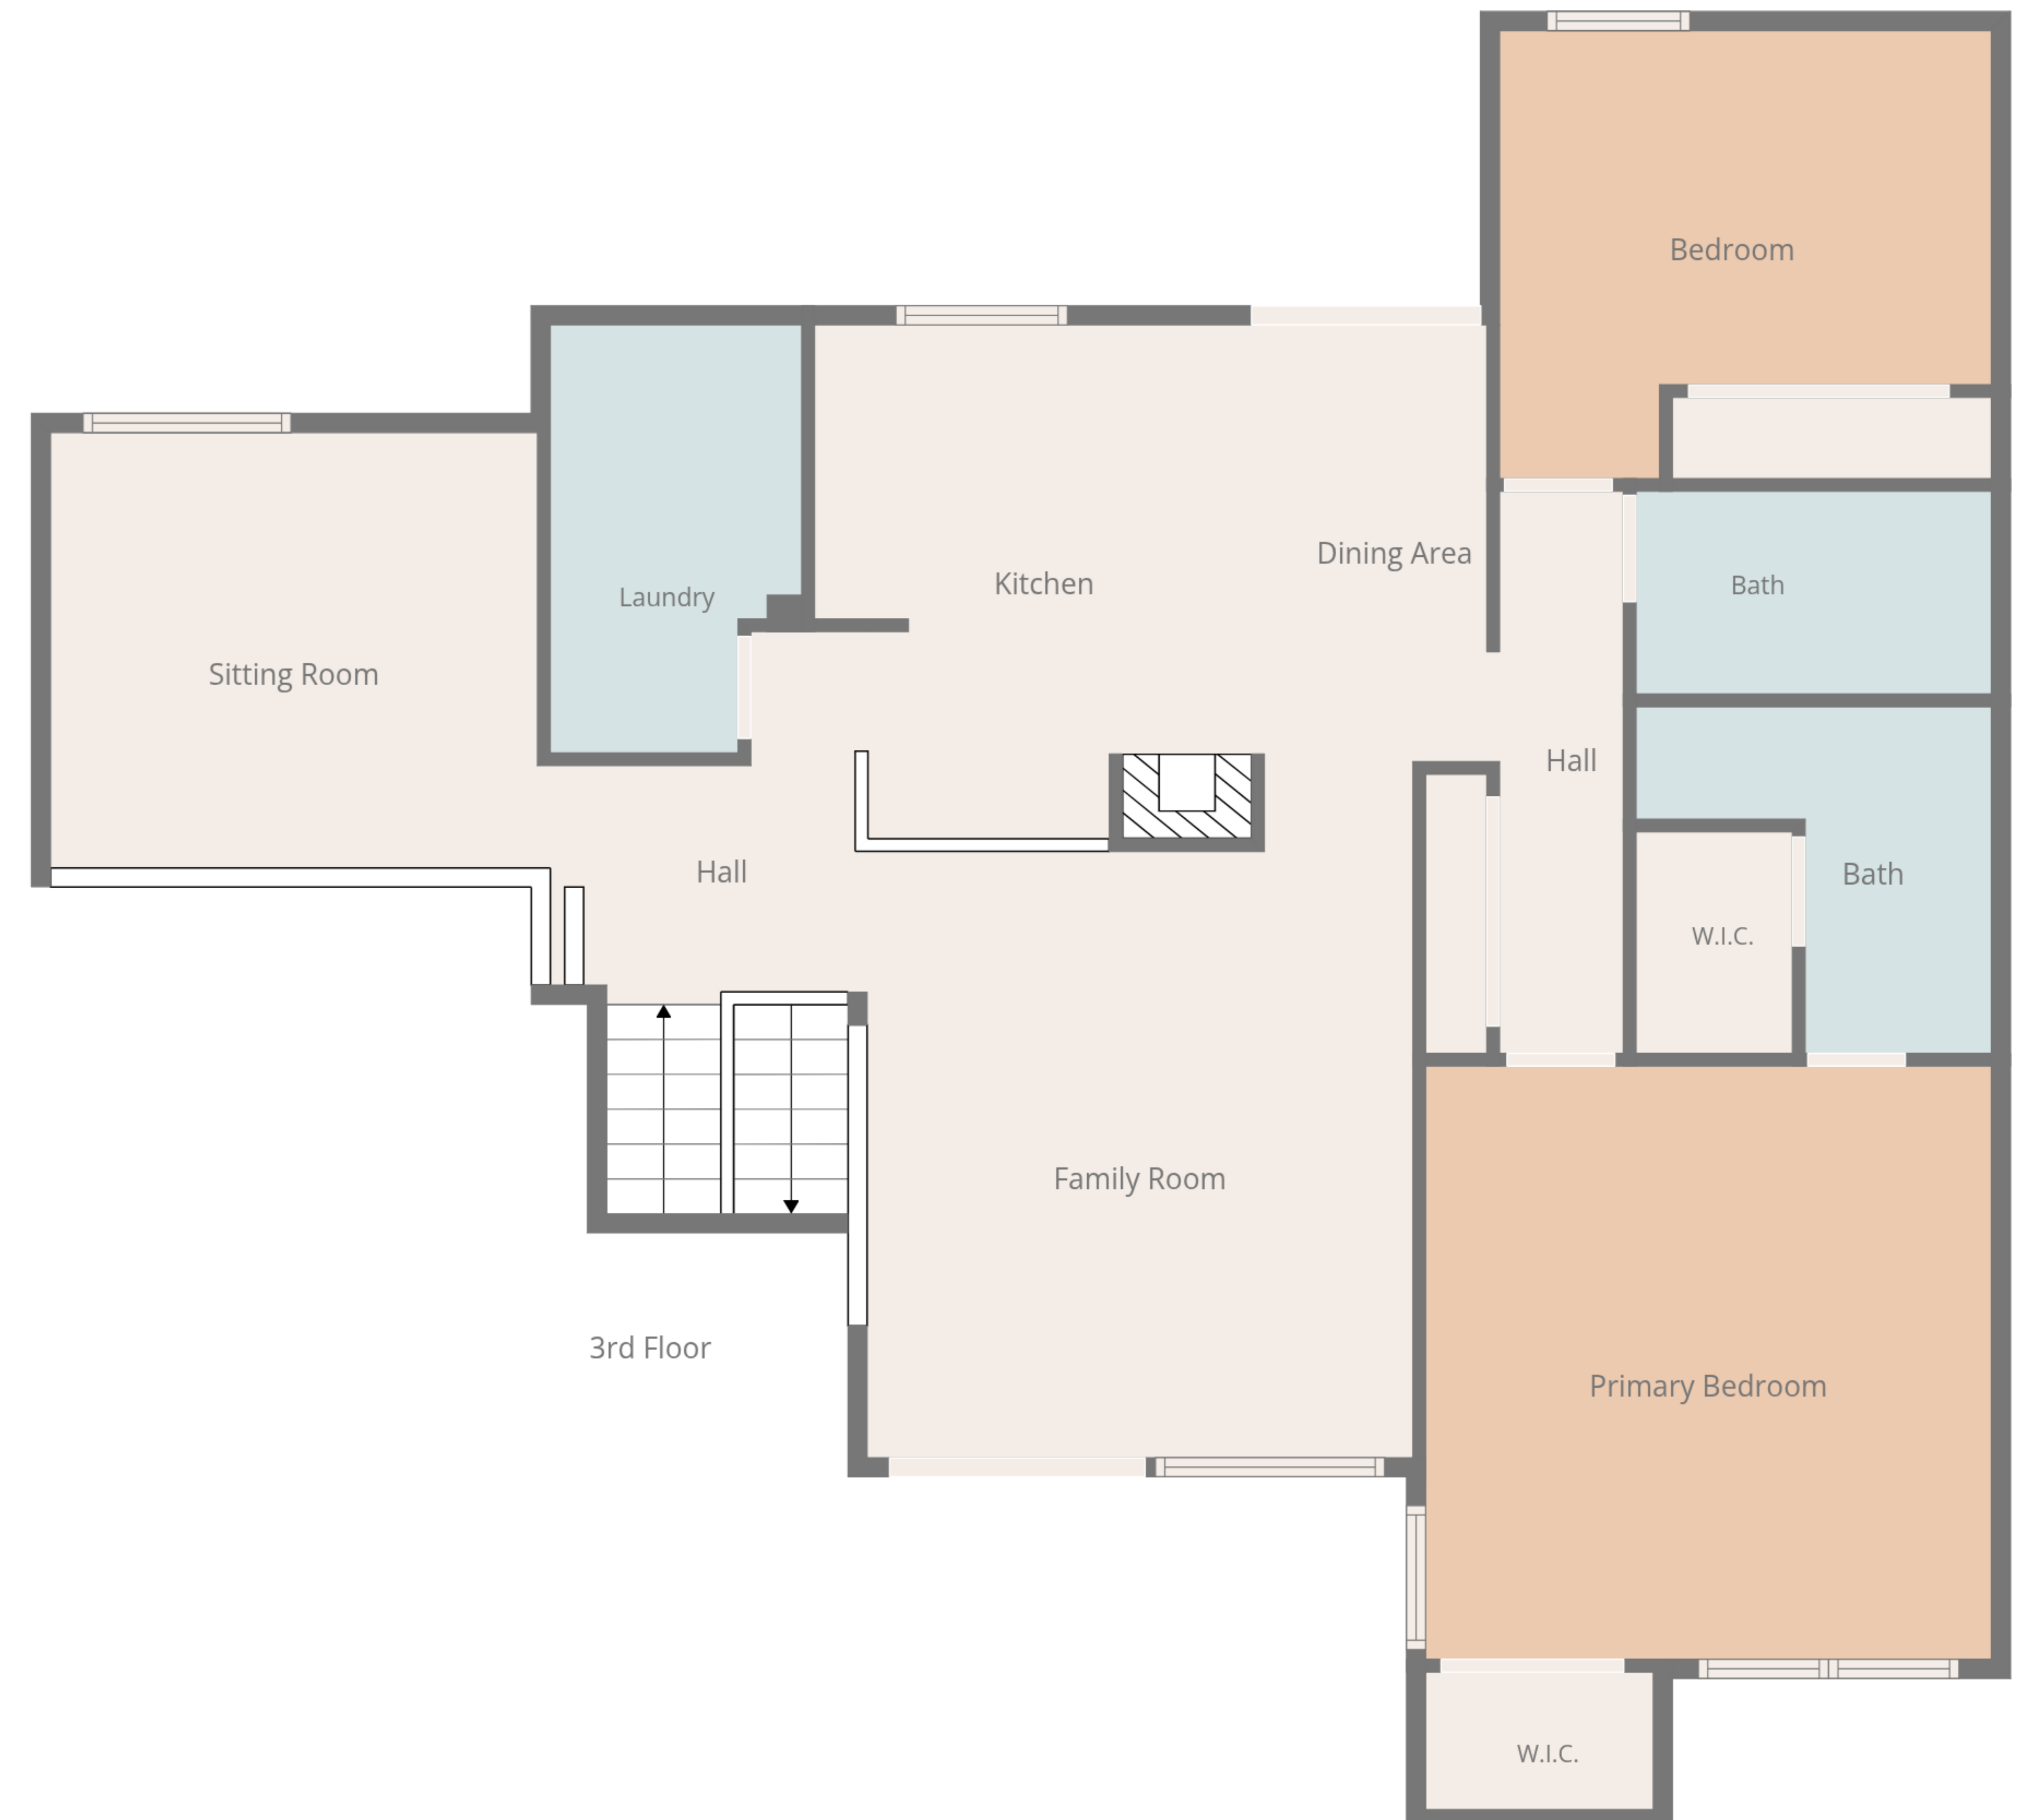 Bedroom
Dining Area
Kitchen
Bath
Laundry
Sitting Room
Hall
Hall
Bath
W.I.C.
Family Room
3rd Floor
Primary Bedroom
W.I.C.